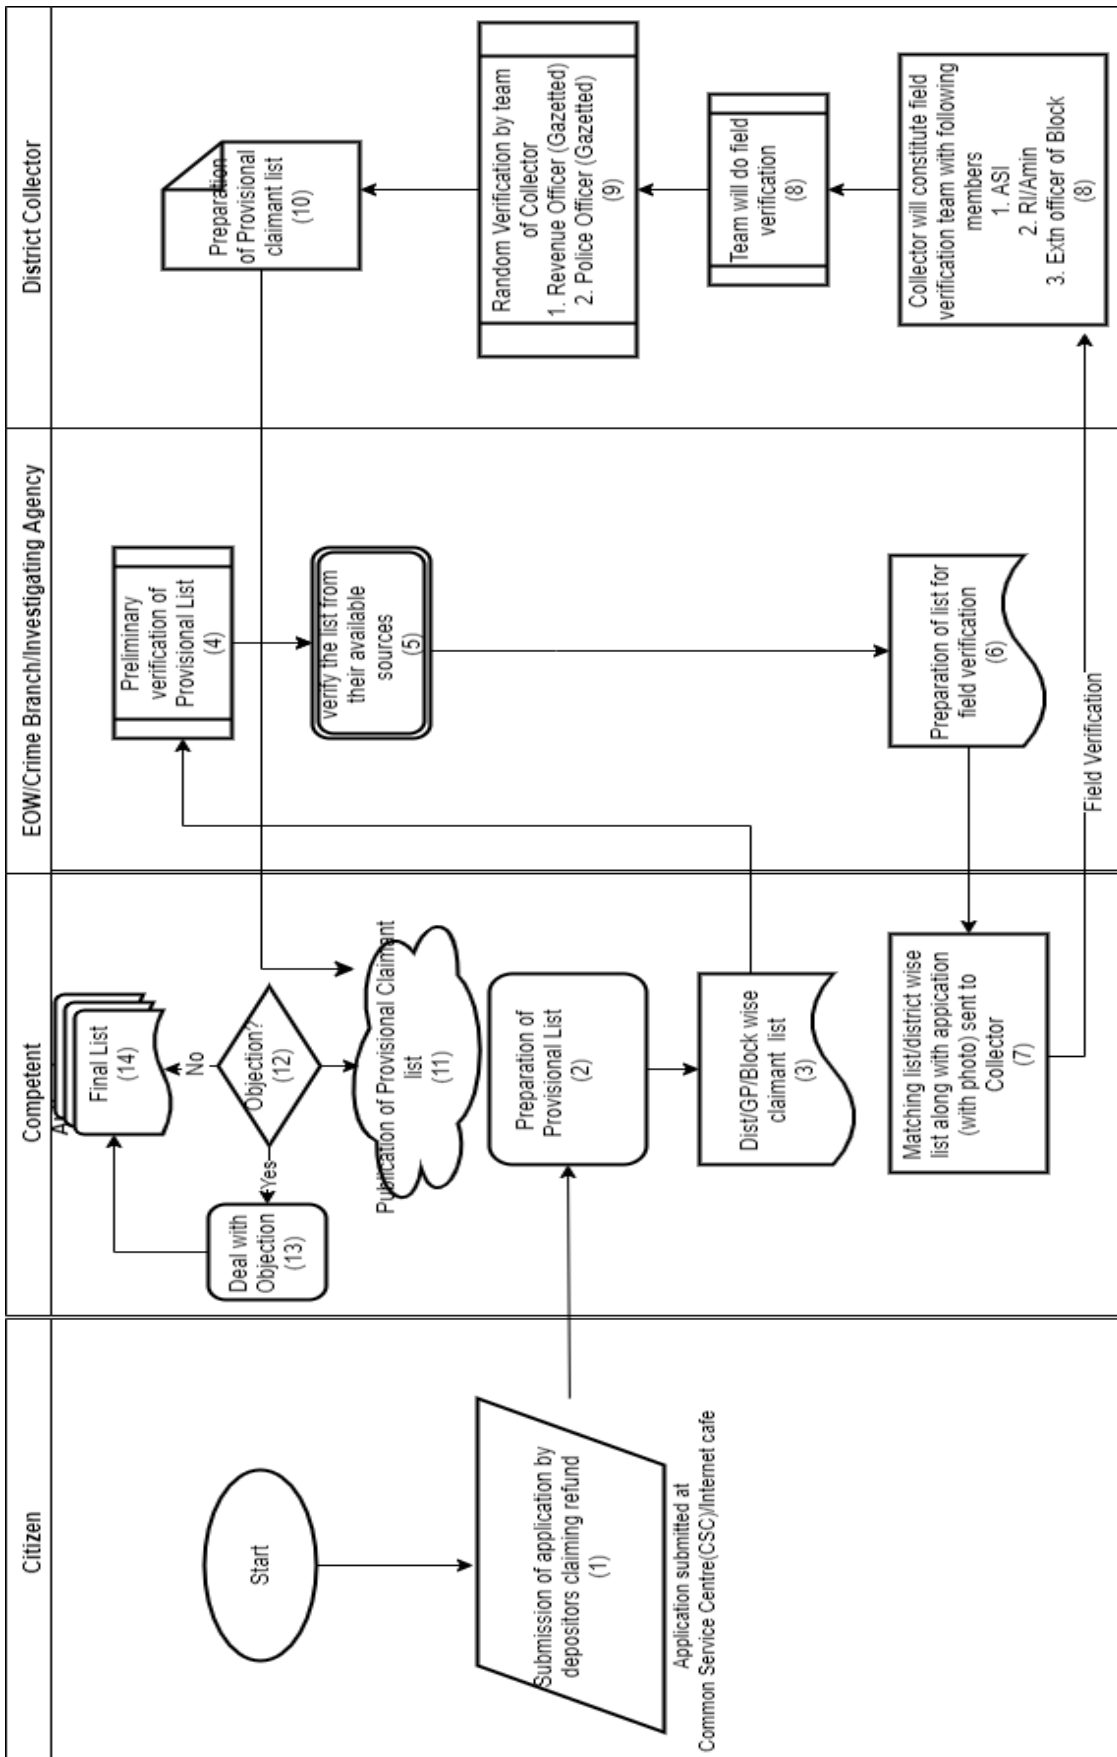 Citizen
Competent
EOW/Crime Branch/Investigating Agency
District Collector
Start
Submission of application by
depositors claiming refund
(1)
Application submitted at
Common Service Centre(CSC)/Internet cafe
Final List
(14)
No
Objection?
(12)
Yes
Deal with
Objection
(13)
Publication of Provisional Claimant
list
(11)
Preparation of
Provisional List
(2)
Dist/GP/Block wise
claimant list
(3)
Matching list/district wise
list along with appication
(with photo) sent to
Collector
(7)
Preliminary
verification of
Provisional List
(4)
verify the list from
their available
sources
(5)
Preparation of list for
field verification
(6)
Field Verification
Preparation
of Provisional
claimant list
(10)
Random Verification by team
of Collector
1. Revenue Officer (Gazetted)
2. Police Officer (Gazetted)
(9)
Team will do field
verification
(8)
Collector will constitute field
verification team with following
members
1. ASI
2. RI/Amin
3. Extn officer of Block
(8)